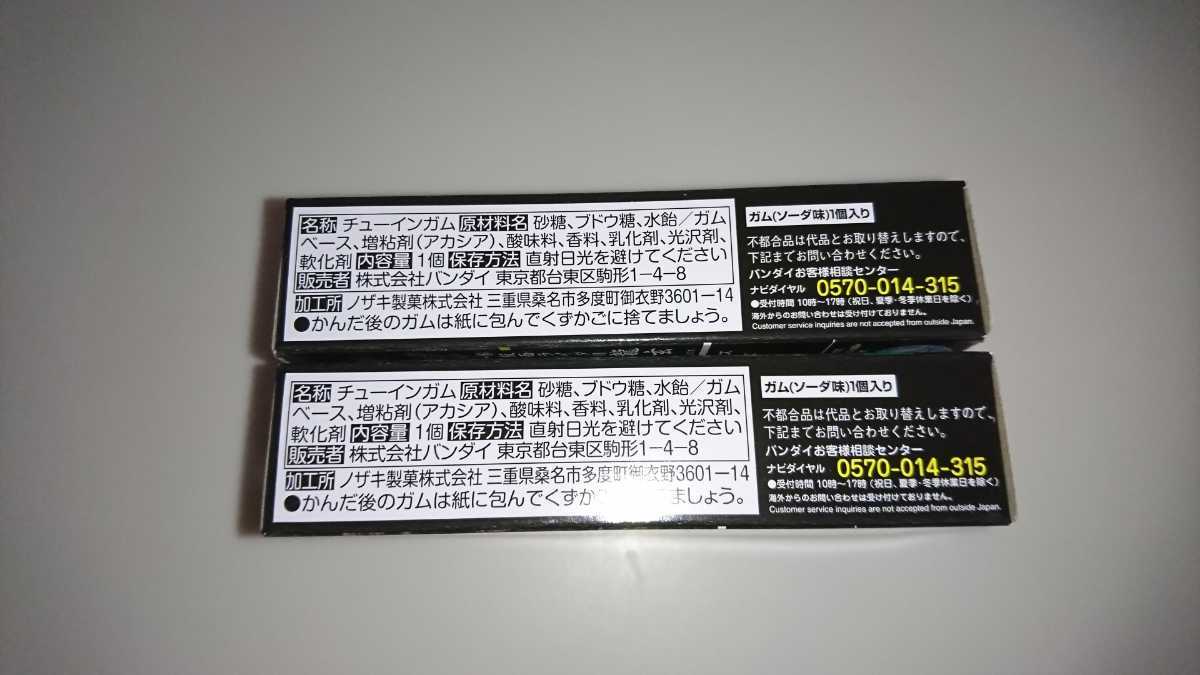 名称 チューインガム 原材料名 砂糖、ブドウ糖、水飴／ガム
ベース、増粘剤(アカシア)、酸味料、香料、乳化剤、光沢剤、
軟化剤 内容量 1個 保存方法 直射日光を避けてください
販売者 株式会社バンダイ 東京都台東区駒形1－4－8
加工所 ノザキ製菓株式会社 三重県桑名市多度町御衣野3601－14
●かんだ後のガムは紙に包んでくずかごに捨てましょう。
ガム(ソーダ味)1個入り
不都合品は代品とお取り替えしますので、
下記までお問い合わせください。
バンダイお客様相談センター
ナビダイヤル 0570-014-315
●受付時間 10時～17時 (祝日、夏季・冬季休業日を除く)
海外からのお問い合わせは受け付けておりません。
Customer service inquiries are not accepted from outside Japan.
名称 チューインガム 原材料名 砂糖、ブドウ糖、水飴／ガム
ベース、増粘剤(アカシア)、酸味料、香料、乳化剤、光沢剤、
軟化剤 内容量 1個 保存方法 直射日光を避けてください
販売者 株式会社バンダイ 東京都台東区駒形1－4－8
加工所 ノザキ製菓株式会社 三重県桑名市多度町御衣野3601－14
●かんだ後のガムは紙に包んでくずか ましょう。
ガム(ソーダ味)1個入り
不都合品は代品とお取り替えしますので、
下記までお問い合わせください。
バンダイお客様相談センター
ナビダイヤル 0570-014-315
●受付時間 10時～17時 (祝日、夏季・冬季休業日を除く)
海外からのお問い合わせは受け付けておりません。
Customer service inquiries are not accepted from outside Japan.